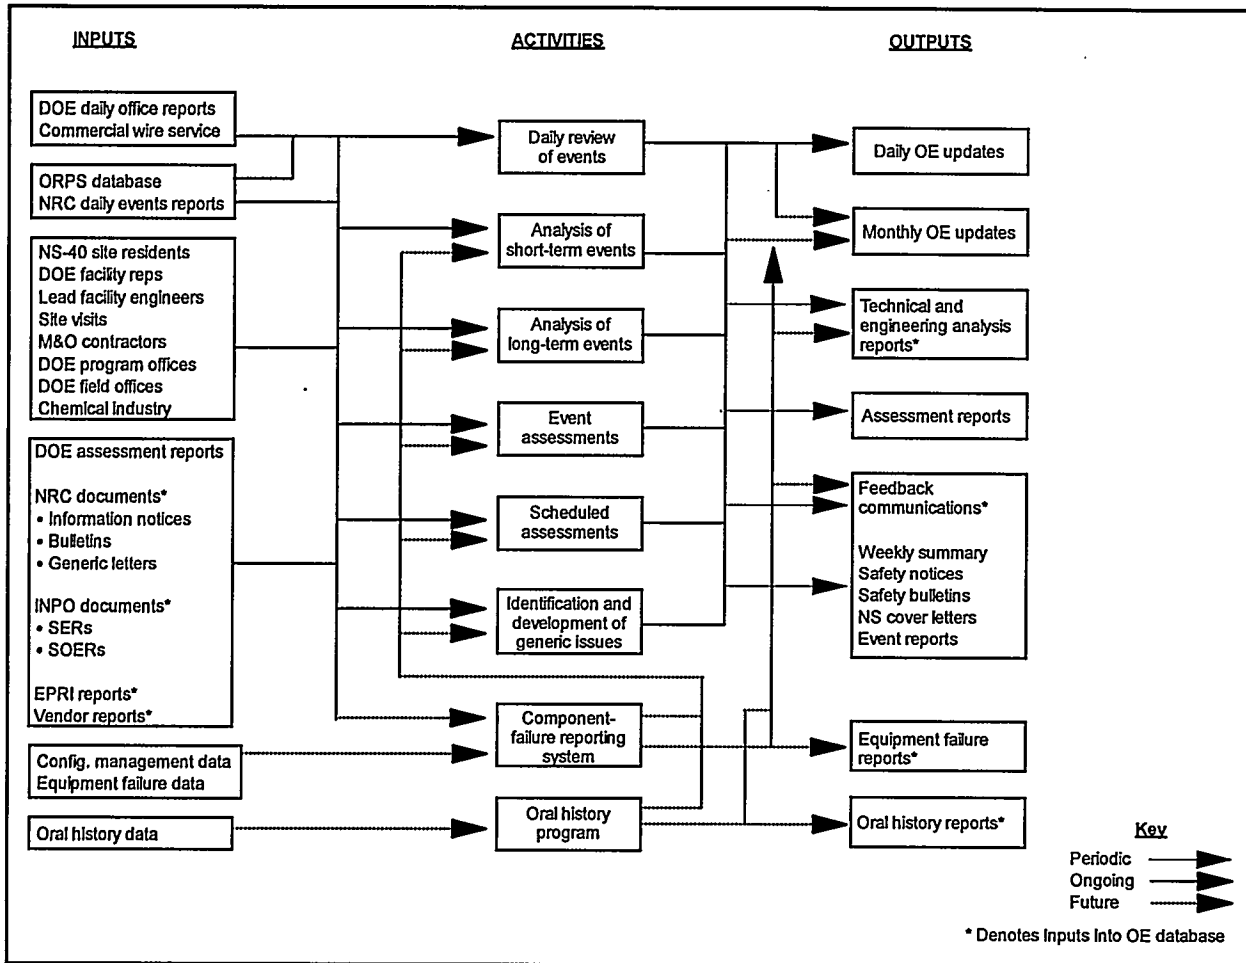 INPUTS
ACTIVITIES
OUTPUTS
DOE daily office reports
Commercial wire service
ORPS database
NRC daily events reports
NS-40 site residents
DOE facility reps
Lead facility engineers
Site visits
M&O contractors
DOE program offices
DOE field offices
Chemical industry
DOE assessment reports
NRC documents*
• Information notices
• Bulletins
• Generic letters
INPO documents*
• SERs
• SOERs
EPRI reports*
Vendor reports*
Config. management data
Equipment failure data
Oral history data
Daily review
of events
Analysis of
short-term events
Analysis of
long-term events
Event
assessments
Scheduled
assessments
Identification and
development of
generic issues
Component-
failure reporting
system
Oral history
program
Daily OE updates
Monthly OE updates
Technical and
engineering analysis
reports*
Assessment reports
Feedback
communications*
Weekly summary
Safety notices
Safety bulletins
NS cover letters
Event reports
Equipment failure
reports*
Oral history reports*
Key
Periodic
Ongoing
Future
* Denotes Inputs Into OE database